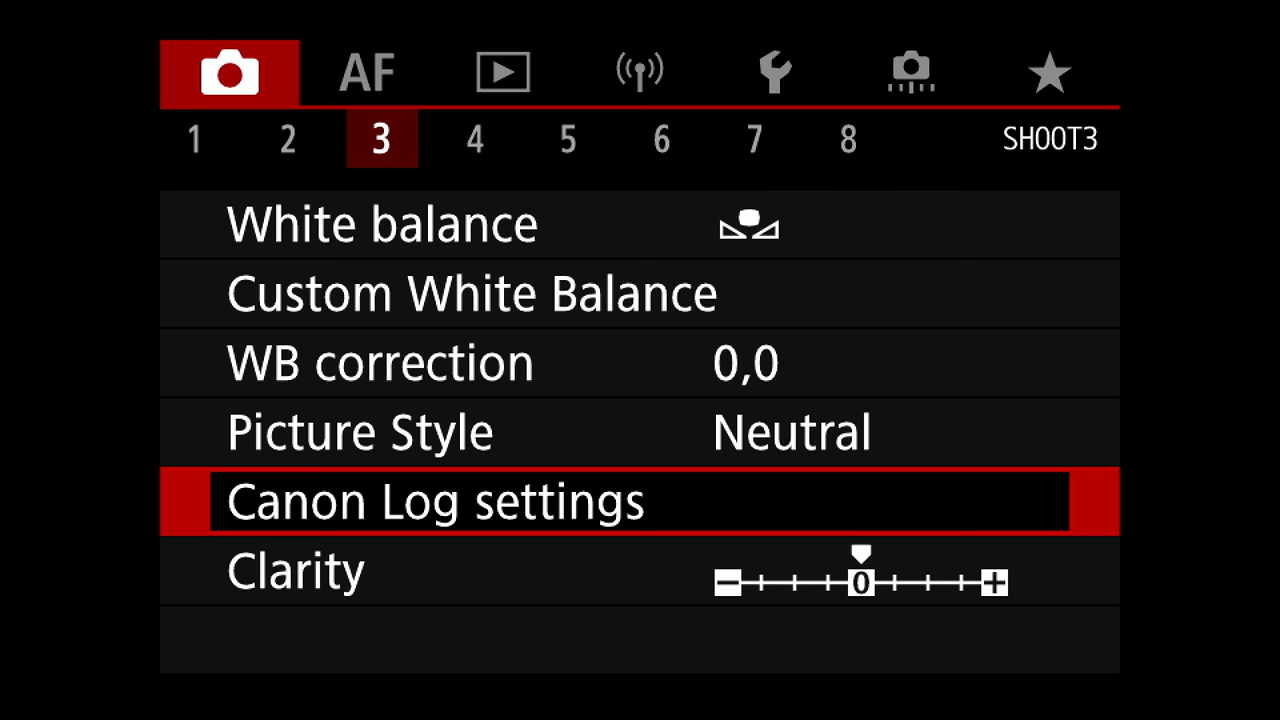 AF
1 2 3 4 5 6 7 8 SHOOT3
White balance
Custom White Balance
WB correction 0,0
Picture Style Neutral
Canon Log settings
Clarity − 0 +